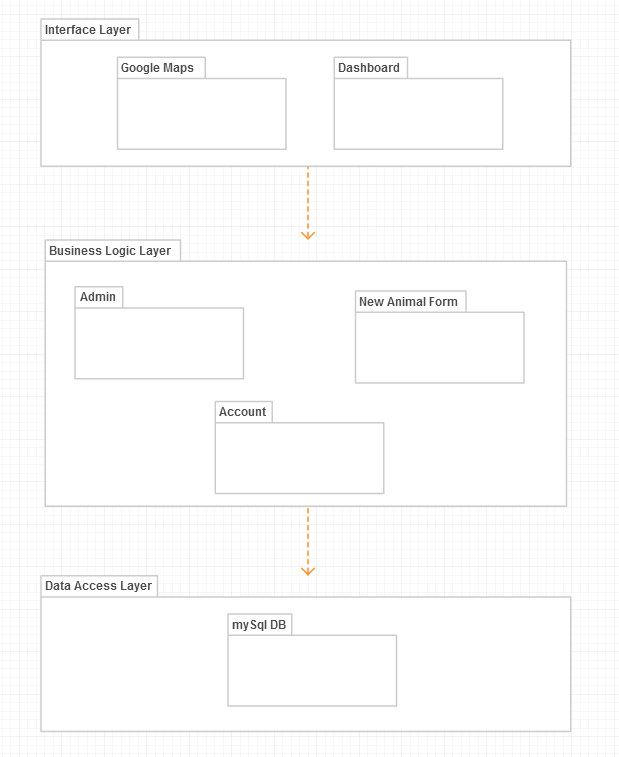 Interface Layer
Google Maps
Dashboard
Business Logic Layer
Admin
New Animal Form
Account
Data Access Layer
mySql DB